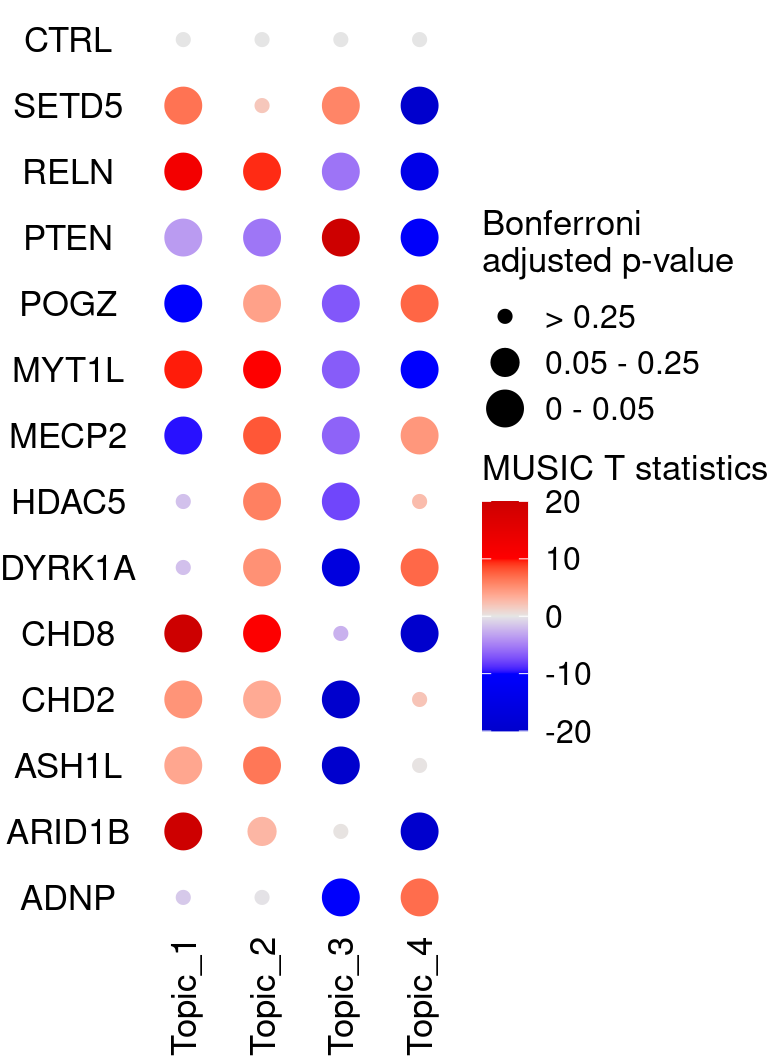 CTRL
SETD5
RELN
PTEN
POGZ
MYT1L
MECP2
HDAC5
DYRK1A
CHD8
CHD2
ASH1L
ARID1B
ADNP
Topic_1
Topic_2
Topic_3
Topic_4
Bonferroni
adjusted p-value
> 0.25
0.05 - 0.25
0 - 0.05
MUSIC T statistics
20
10
0
-10
-20